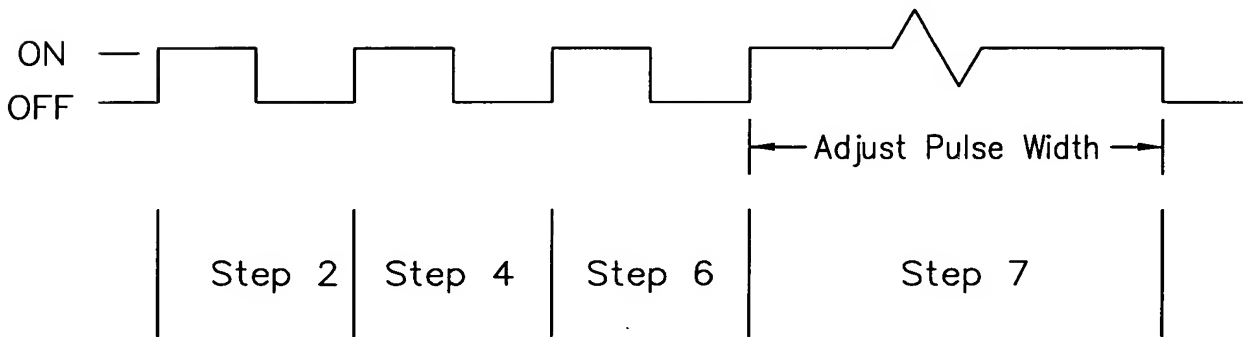 ON
OFF
Adjust Pulse Width
Step 2
Step 4
Step 6
Step 7